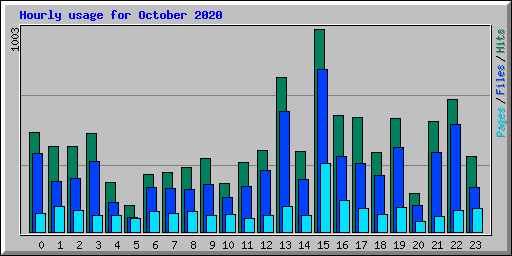 Hourly usage for October 2020
1003
Pages/Files/Hits
0 1 2 3 4 5 6 7 8 9 10 11 12 13 14 15 16 17 18 19 20 21 22 23